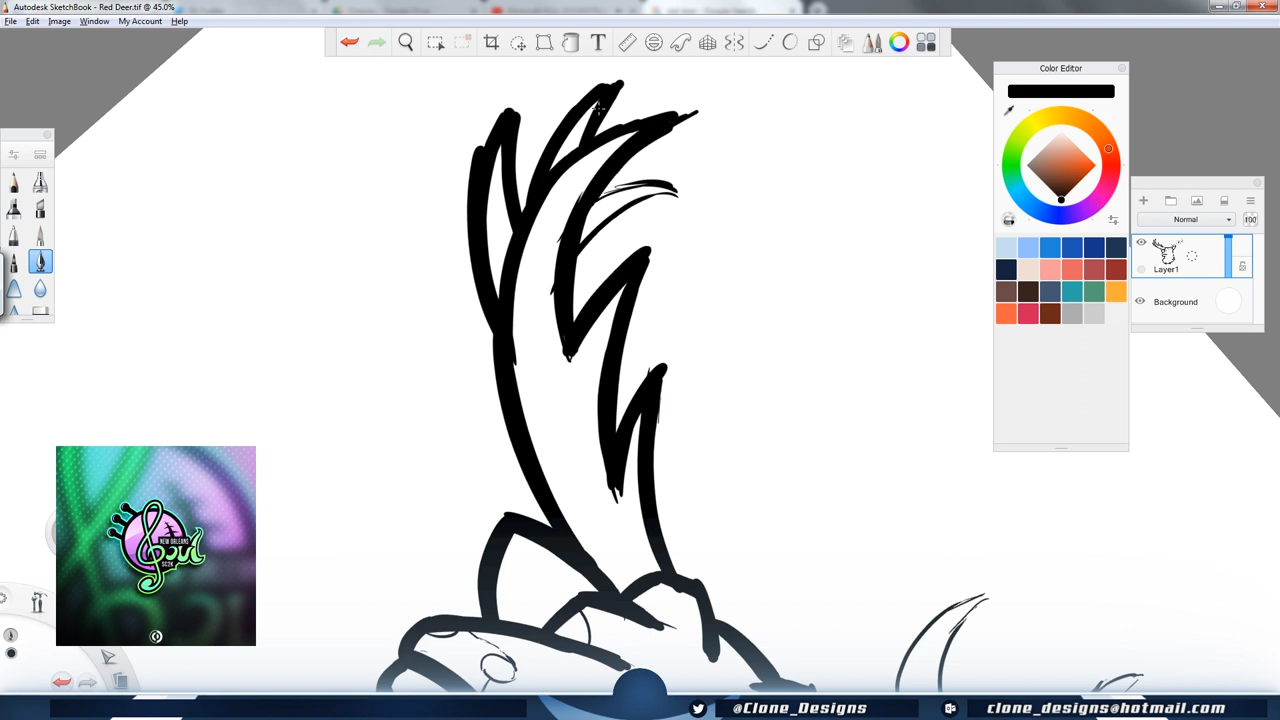 Autodesk SketchBook - Red Deer.tif @ 45.0%
File Edit Image Window My Account Help
Color Editor
Normal
100
Layer1
Background
NEW ORLEANS
Soul
SC2K
@Clone_Designs
clone_designs@hotmail.com